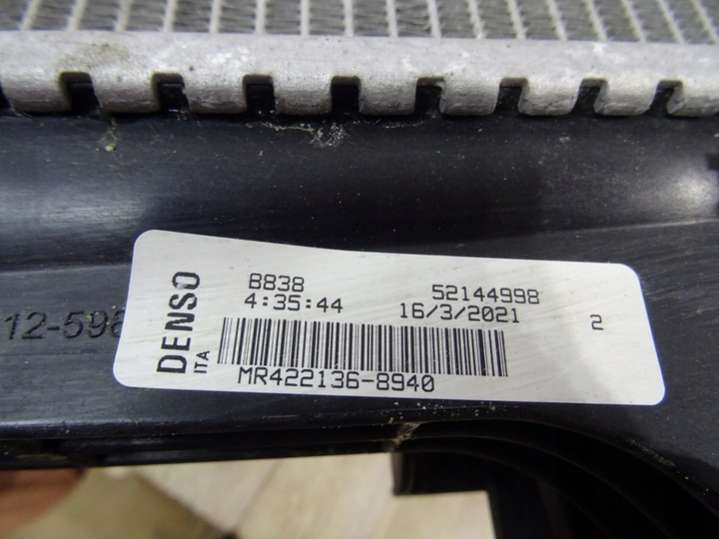 B838 52144998
4:35:44 16/3/2021
2
DENSO
ITA
MR422136-8940